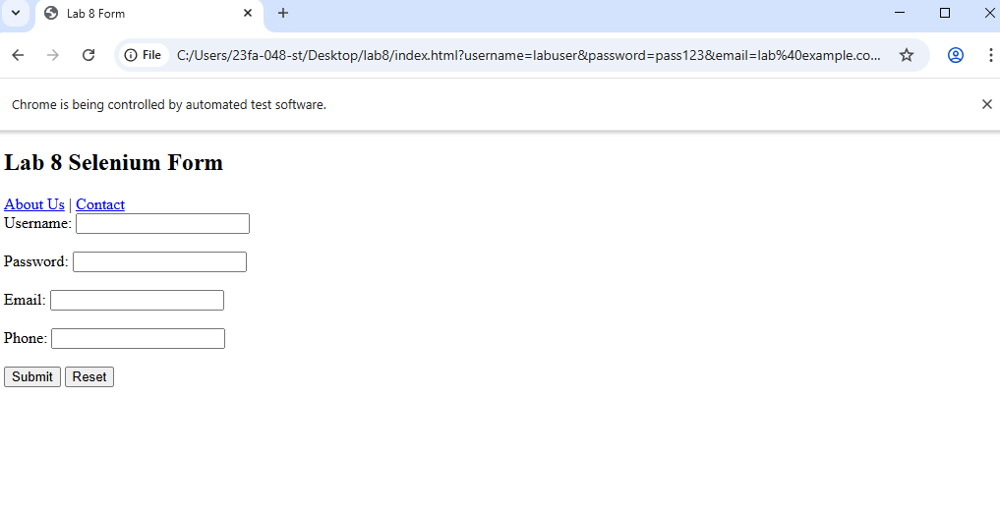 Lab 8 Form
File
C:/Users/23fa-048-st/Desktop/lab8/index.html?username=labuser&password=pass123&email=lab%40example.co...
Chrome is being controlled by automated test software.
Lab 8 Selenium Form
About Us | Contact
Username:
Password:
Email:
Phone:
Submit Reset